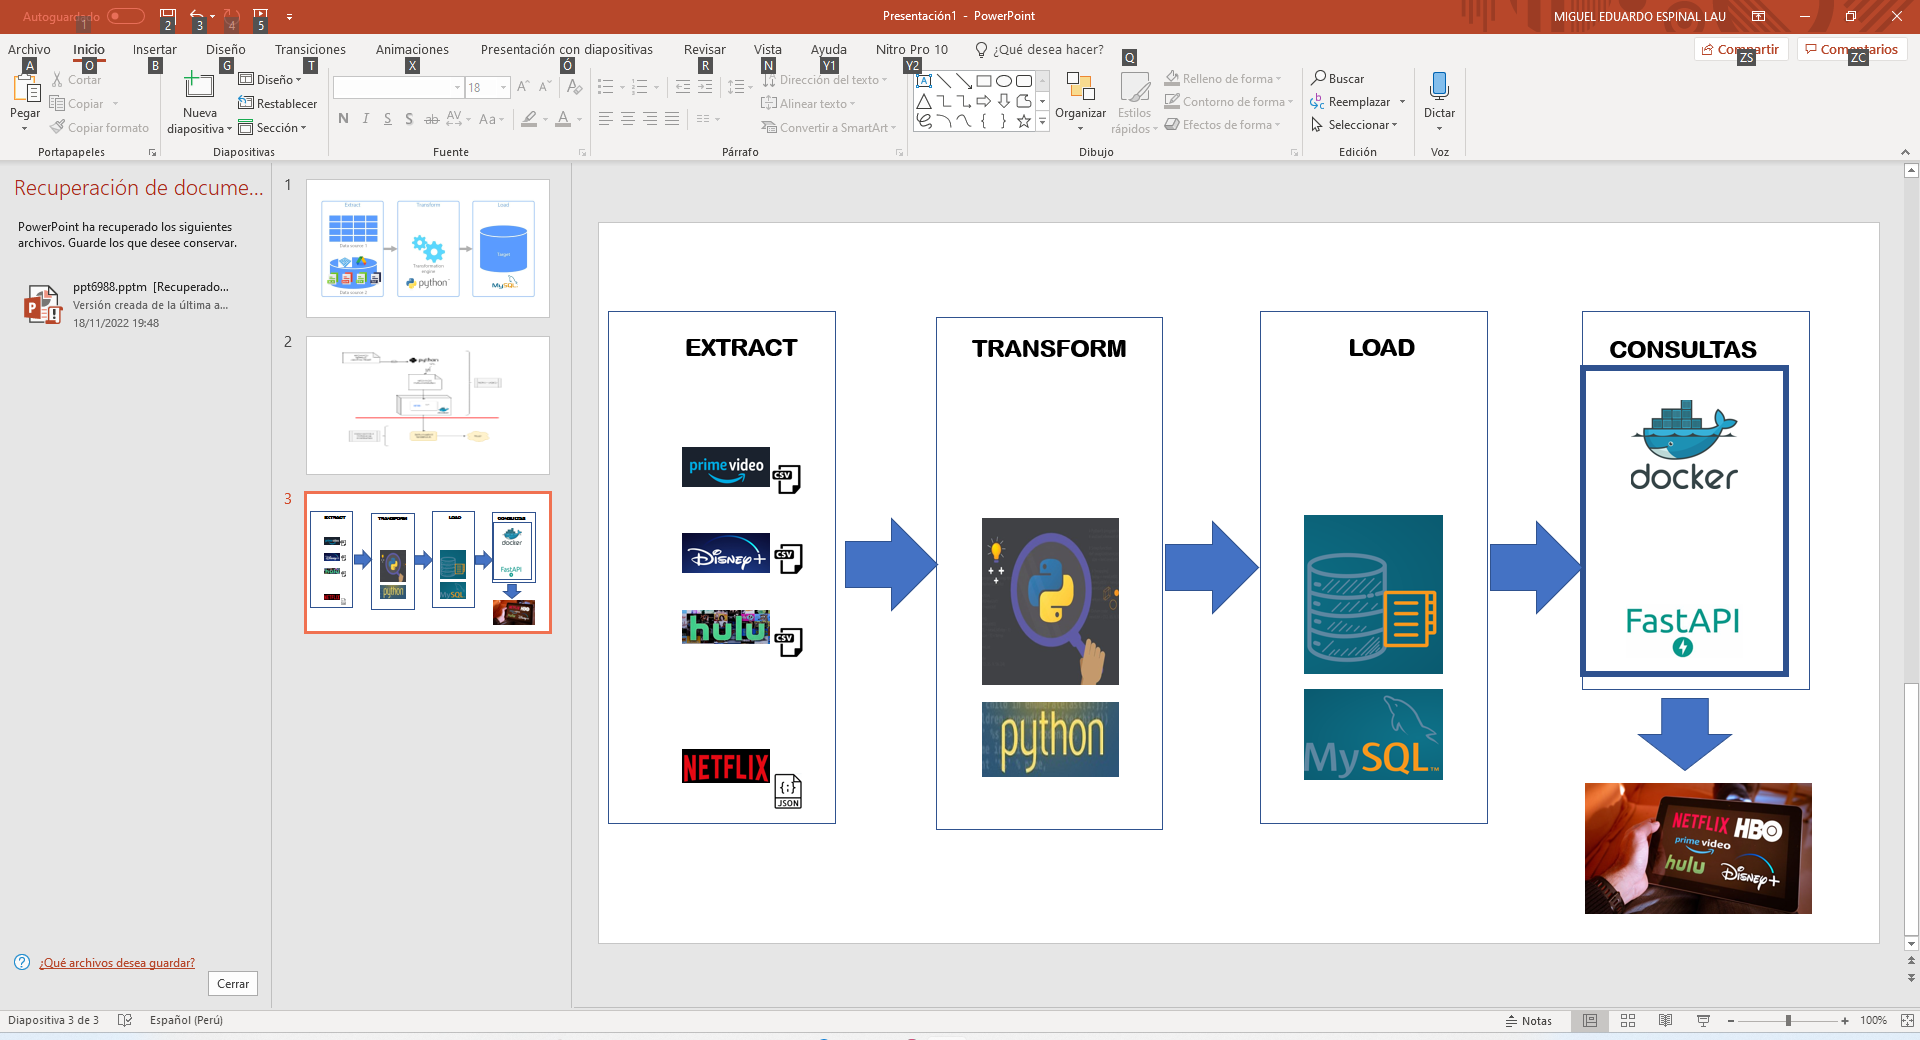 Autoguardado
Presentación1 - PowerPoint
MIGUEL EDUARDO ESPINAL LAU
1
2
3
4
5
Archivo
Inicio
Insertar
Diseño
Transiciones
Animaciones
Presentación con diapositivas
Revisar
Vista
Ayuda
Nitro Pro 10
¿Qué desea hacer?
Compartir
Comentarios
A
O
B
G
T
X
Ó
R
N
Y1
Y2
Q
ZS
ZC
Pegar
Cortar
Copiar
Copiar formato
Portapapeles
Nueva
diapositiva
Diseño
Restablecer
Sección
Diapositivas
18
N K S S ab AV Aa A
Fuente
Dirección del texto
Alinear texto
Convertir a SmartArt
Párrafo
Organizar
Estilos
rápidos
Relleno de forma
Contorno de forma
Efectos de forma
Dibujo
Buscar
Reemplazar
Seleccionar
Edición
Dictar
Voz
Recuperación de docume...
PowerPoint ha recuperado los siguientes
archivos. Guarde los que desee conservar.
ppt6988.pptm [Recuperado...
Versión creada de la última a...
18/11/2022 19:48
¿Qué archivos desea guardar?
Cerrar
1
Extract
Transform
Load
Data source 1
Transformation
engine
Target
python
MySQL
Data source 2
2
python
3
EXTRACT
TRANSFORM
LOAD
CONSULTAS
docker
FastAPI
python
MySQL
EXTRACT
prime video
CSV
Disney+
CSV
hulu
CSV
NETFLIX
{;}
JSON
TRANSFORM
python
LOAD
MySQL™
CONSULTAS
docker
FastAPI
NETFLIX HBO
prime video
hulu Disney+
Diapositiva 3 de 3
Español (Perú)
Notas
100%